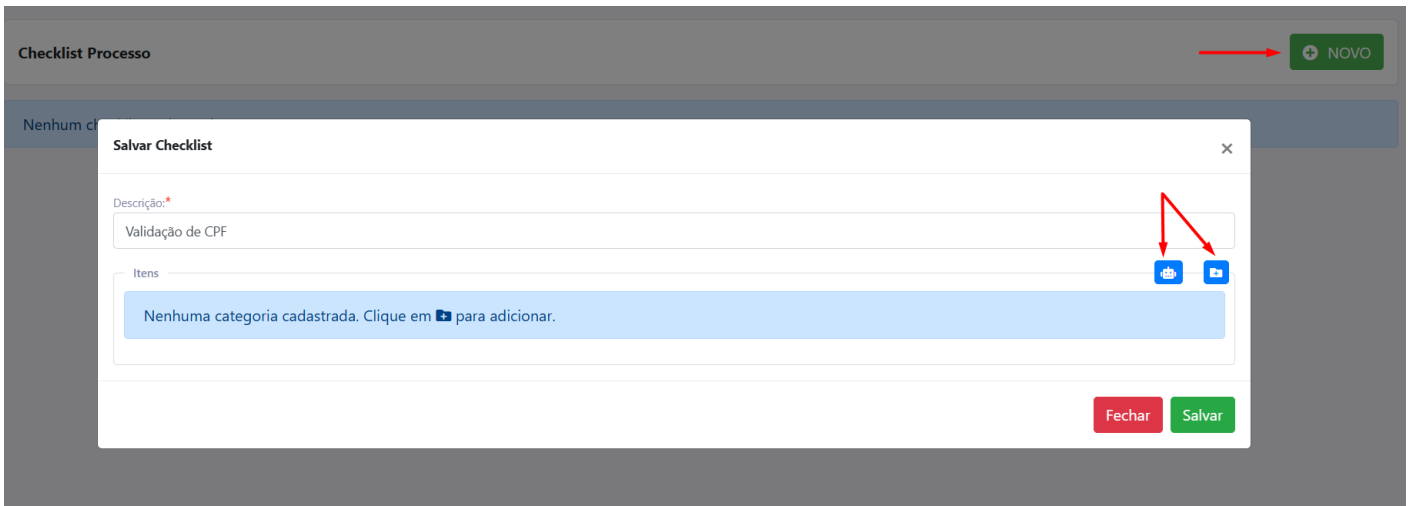 Checklist Processo
NOVO
Nenhum
Salvar Checklist
×
Descrição:*
Validação de CPF
Itens
Nenhuma categoria cadastrada. Clique em para adicionar.
Fechar
Salvar